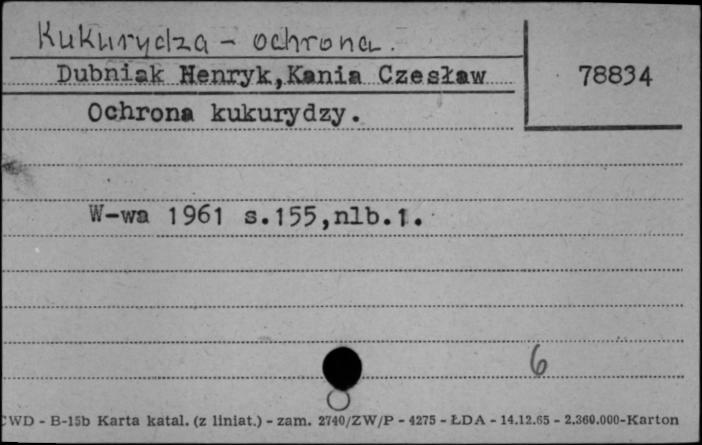 Kukurydza - ochrona.
Dubniak Henryk,Kania Czesław
78834
Ochrona kukurydzy.
W-wa 1961 s.155,nlb.1.
6
CWD - B-15b Karta katal. (z liniat.) - zam. 2740/ZW/P - 4275 - ŁDA - 14.12.65 - 2.360.000-Karton